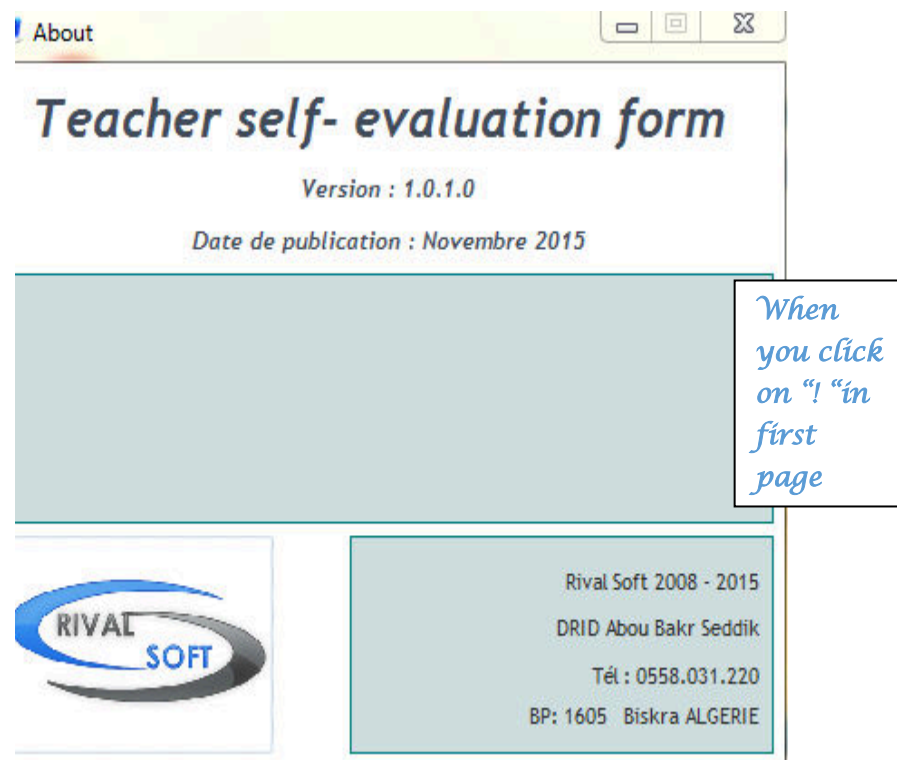 About
Teacher self- evaluation form
Version : 1.0.1.0
Date de publication : Novembre 2015
When
you click
on “! “in
first
page
RIVAL
SOFT
Rival Soft 2008 - 2015
DRID Abou Bakr Seddik
Tél : 0558.031.220
BP: 1605 Biskra ALGERIE